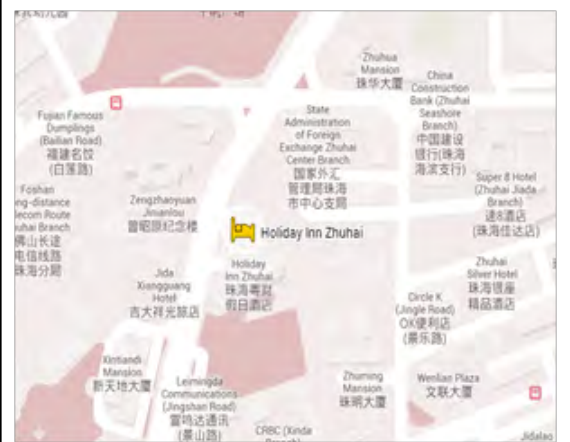 Zhuhua
Mansion
珠华大厦
China
Construction
Bank (Zhuhai
Seashore
Branch)
中国建设
银行(珠海
海滨支行)
Fujian Famous
Dumplings
(Bailian Road)
福建名饺
(白莲路)
State
Administration
of Foreign
Exchange Zhuhai
Center Branch
国家外汇
管理局珠海
市中心支局
Super 8 Hotel
(Zhuhai Jiada
Branch)
速8酒店
(珠海佳达店)
Foshan
ng-distance
lecom Route
uhai Branch
佛山长途
电信线路
珠海分局
Zengzhaoyuan
Jinianlou
曾昭原纪念楼
Holiday Inn Zhuhai
Holiday
Inn Zhuhai
珠海粤财
假日酒店
Zhuhai
Silver Hotel
珠海银座
精品酒店
Jida
Xiangguang
Hotel
吉大祥光旅店
Circle K
(Jingle Road)
OK便利店
(景乐路)
Xintiandi
Mansion
新天地大厦
Leimingda
Communications
(Jingshan Road)
雷鸣达通讯
(景山路)
Zhuming
Mansion
珠明大厦
Wenlian Plaza
文联大厦
CRBC (Xinda
Jidalao